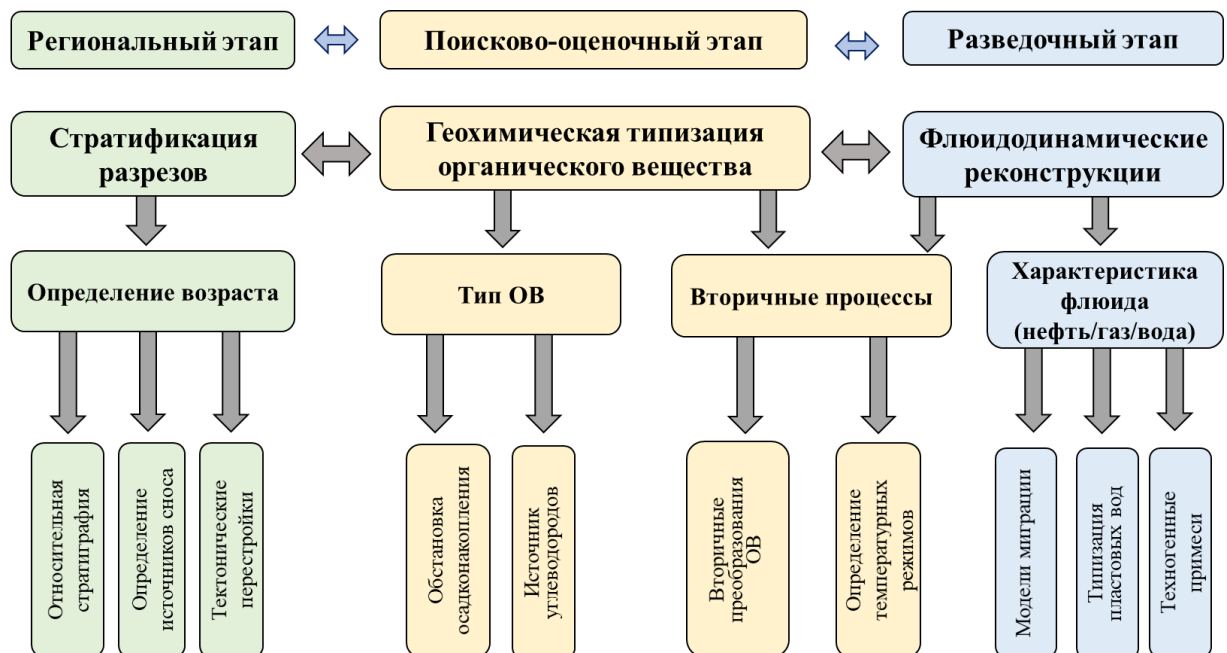 Региональный этап
Поисково-оценочный этап
Разведочный этап
Стратификация
разрезов
Геохимическая типизация
органического вещества
Флюидодинамические
реконструкции
Определение возраста
Тип ОВ
Вторичные процессы
Характеристика
флюида
(нефть/газ/вода)
Относительная
стратиграфия
Определение
источников сноса
Тектонические
перестройки
Обстановка
осадконакопления
Источник
углеводородов
Вторичные
преобразования
ОВ
Определение
температурных
режимов
Модели миграции
Типизация
пластовых вод
Техногенные
примеси